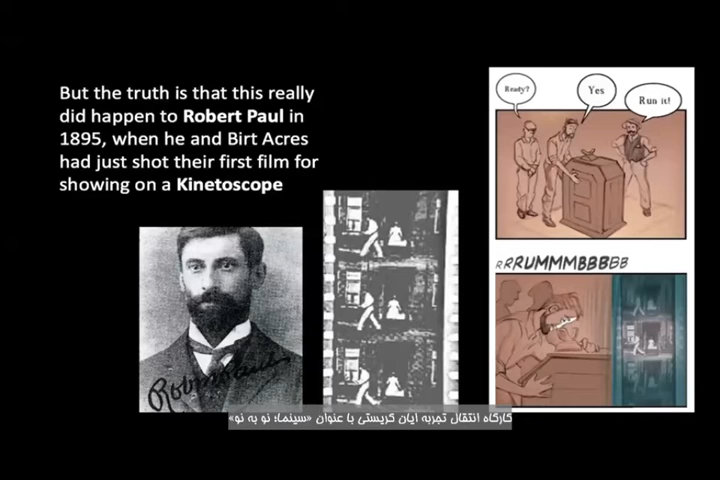 But the truth is that this really
did happen to Robert Paul in
1895, when he and Birt Acres
had just shot their first film for
showing on a Kinetoscope
Ready?
Yes
Run it!
RRRUMMMBBBBB
Robt W Paul
کارگاه انتقال تجربه ایان کریستی با عنوان «سینما؛ نو به نو»